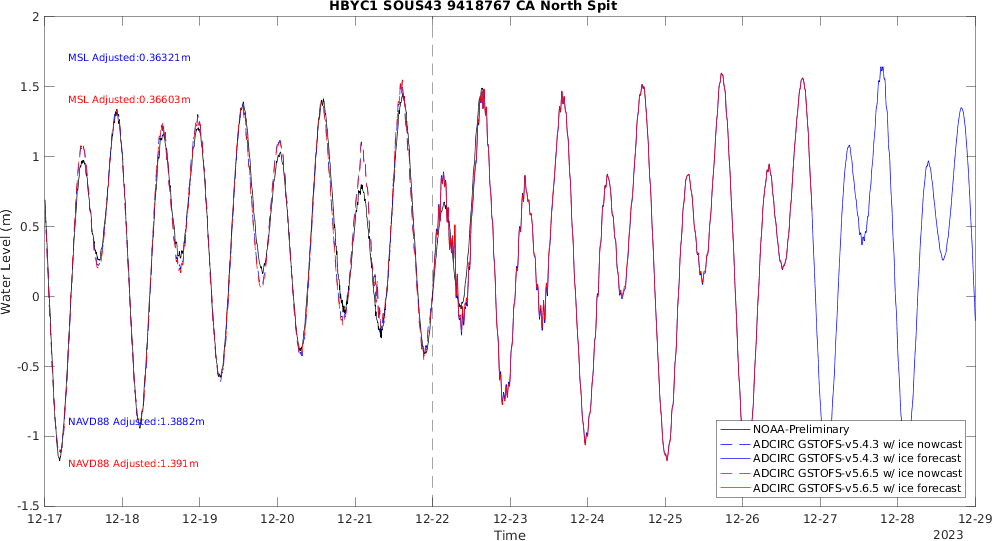 HBYC1 SOUS43 9418767 CA North Spit
MSL Adjusted:0.36321m
MSL Adjusted:0.36603m
NAVD88 Adjusted:1.3882m
NAVD88 Adjusted:1.391m
Water Level (m)
2
1.5
1
0.5
0
-0.5
-1
-1.5
NOAA-Preliminary
ADCIRC GSTOFS-v5.4.3 w/ ice nowcast
ADCIRC GSTOFS-v5.4.3 w/ ice forecast
ADCIRC GSTOFS-v5.6.5 w/ ice nowcast
ADCIRC GSTOFS-v5.6.5 w/ ice forecast
12-17 12-18 12-19 12-20 12-21 12-22 12-23 12-24 12-25 12-26 12-27 12-28 12-29
Time
2023